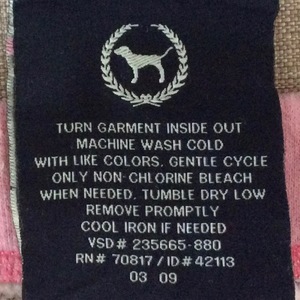 TURN GARMENT INSIDE OUT
MACHINE WASH COLD
WITH LIKE COLORS. GENTLE CYCLE
ONLY NON-CHLORINE BLEACH
WHEN NEEDED. TUMBLE DRY LOW
REMOVE PROMPTLY
COOL IRON IF NEEDED
VSD# 235665-880
RN# 70817 / ID# 42113
03 09